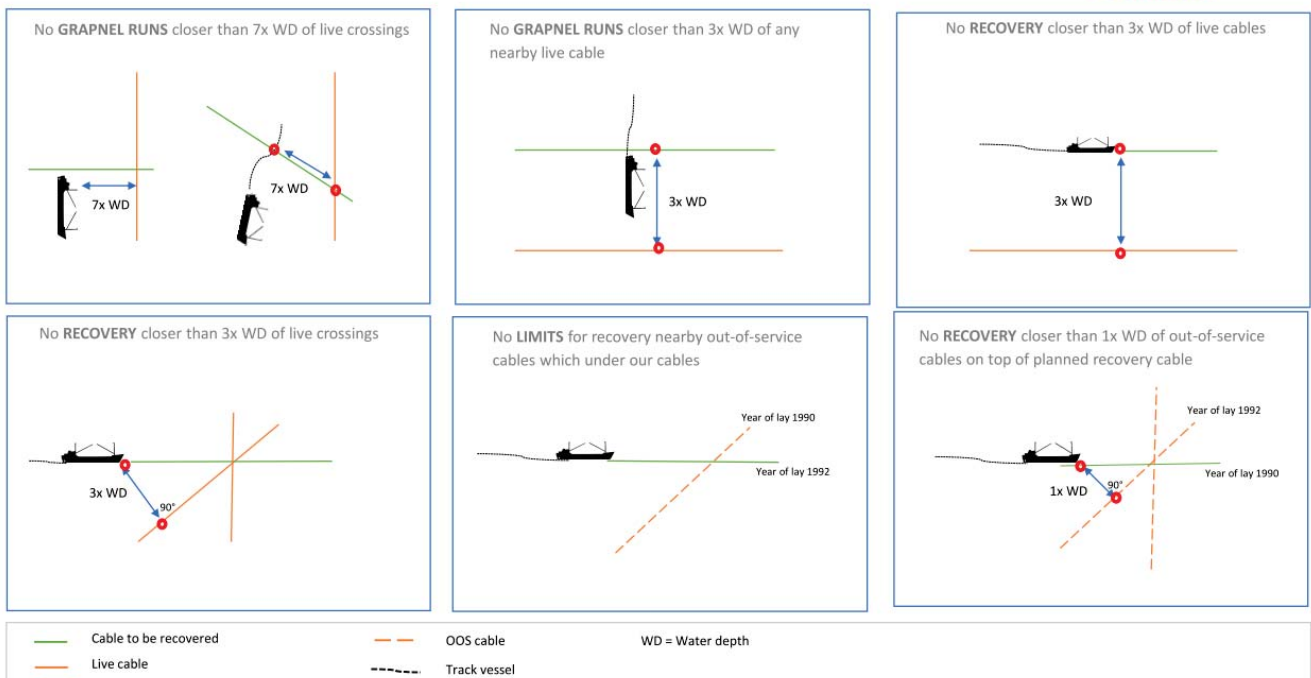 No GRAPNEL RUNS closer than 7x WD of live crossings
7x WD
7x WD
No GRAPNEL RUNS closer than 3x WD of any
nearby live cable
3x WD
No RECOVERY closer than 3x WD of live cables
3x WD
No RECOVERY closer than 3x WD of live crossings
3x WD
90°
No LIMITS for recovery nearby out-of-service
cables which under our cables
Year of lay 1990
Year of lay 1992
No RECOVERY closer than 1x WD of out-of-service
cables on top of planned recovery cable
Year of lay 1992
Year of lay 1990
1x WD
90°
Cable to be recovered
Live cable
OOS cable
Track vessel
WD = Water depth